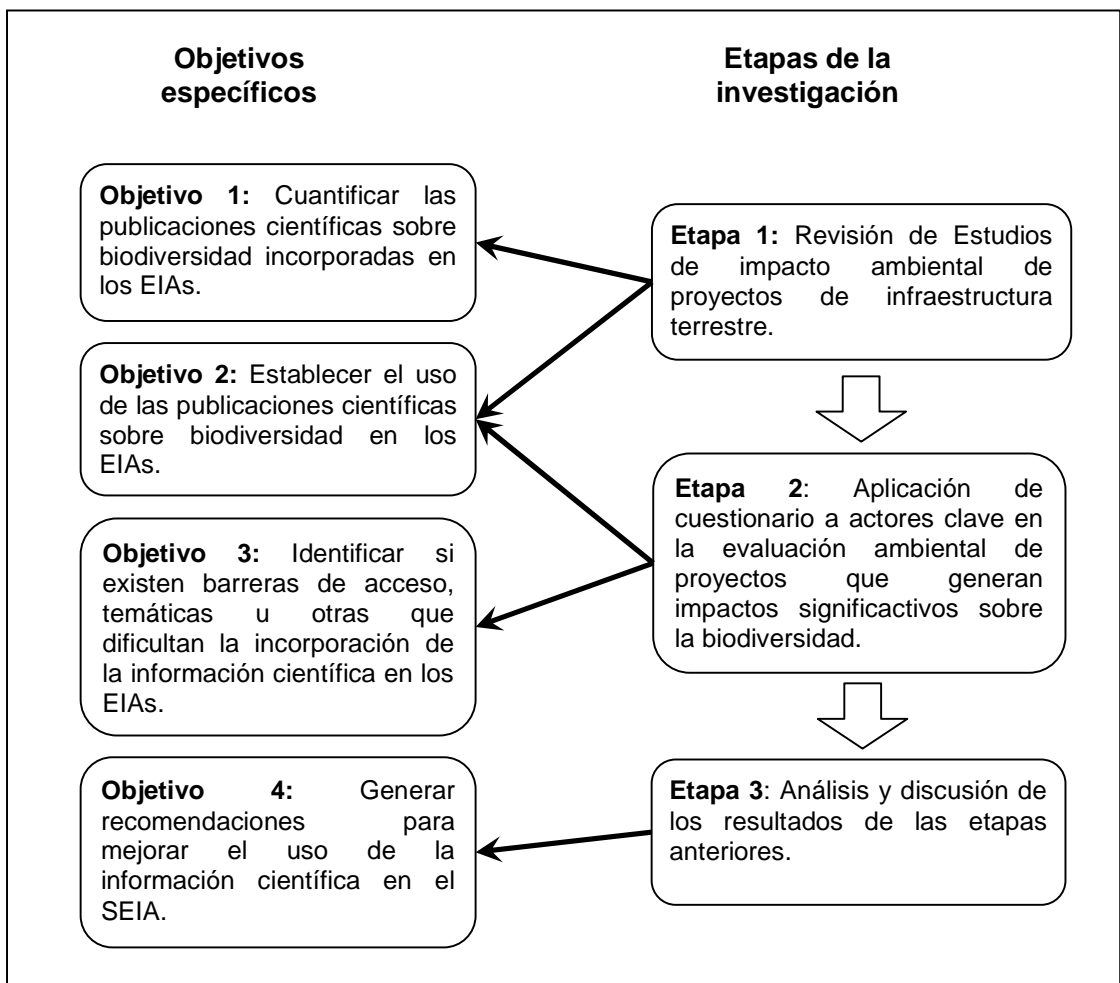 Objetivos
específicos
Etapas de la
investigación
Objetivo 1: Cuantificar las
publicaciones científicas sobre
biodiversidad incorporadas en
los EIAs.
Objetivo 2: Establecer el uso
de las publicaciones científicas
sobre biodiversidad en los
EIAs.
Objetivo 3: Identificar si
existen barreras de acceso,
temáticas u otras que
dificultan la incorporación de
la información científica en los
EIAs.
Objetivo 4: Generar
recomendaciones para
mejorar el uso de la
información científica en el
SEIA.
Etapa 1: Revisión de Estudios
de impacto ambiental de
proyectos de infraestructura
terrestre.
Etapa 2: Aplicación de
cuestionario a actores clave en
la evaluación ambiental de
proyectos que generan
impactos significactivos sobre
la biodiversidad.
Etapa 3: Análisis y discusión de
los resultados de las etapas
anteriores.